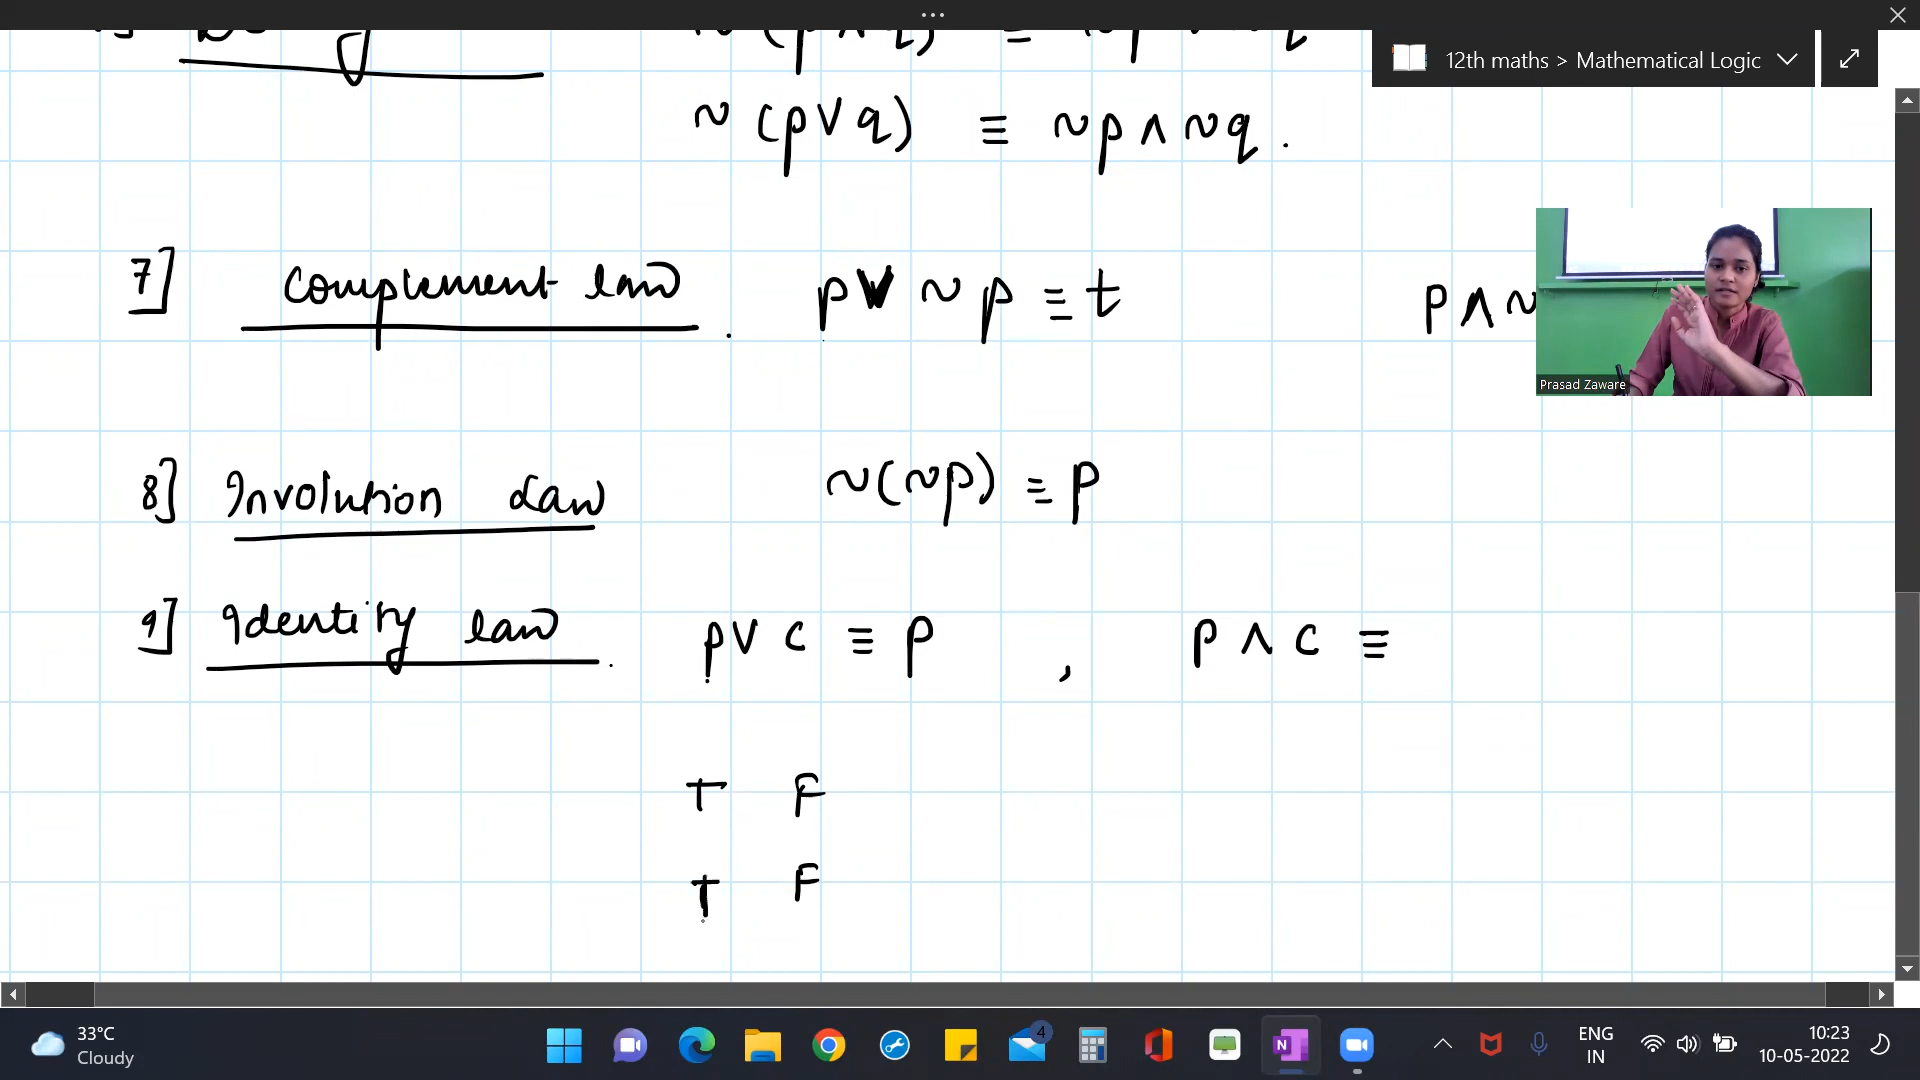 ~ (p ∨ q) ≡ ~p ∧ ~q .
12th maths > Mathematical Logic
7] Complement law . p ∨ ~ p ≡ t p ∧ ~
Prasad Zaware
8] Involution Law ~(~p) ≡ p
9] Identity law . p ∨ c ≡ p , p ∧ c ≡
T F
T F
33°C
Cloudy
4
N
ENG
IN
10:23
10-05-2022